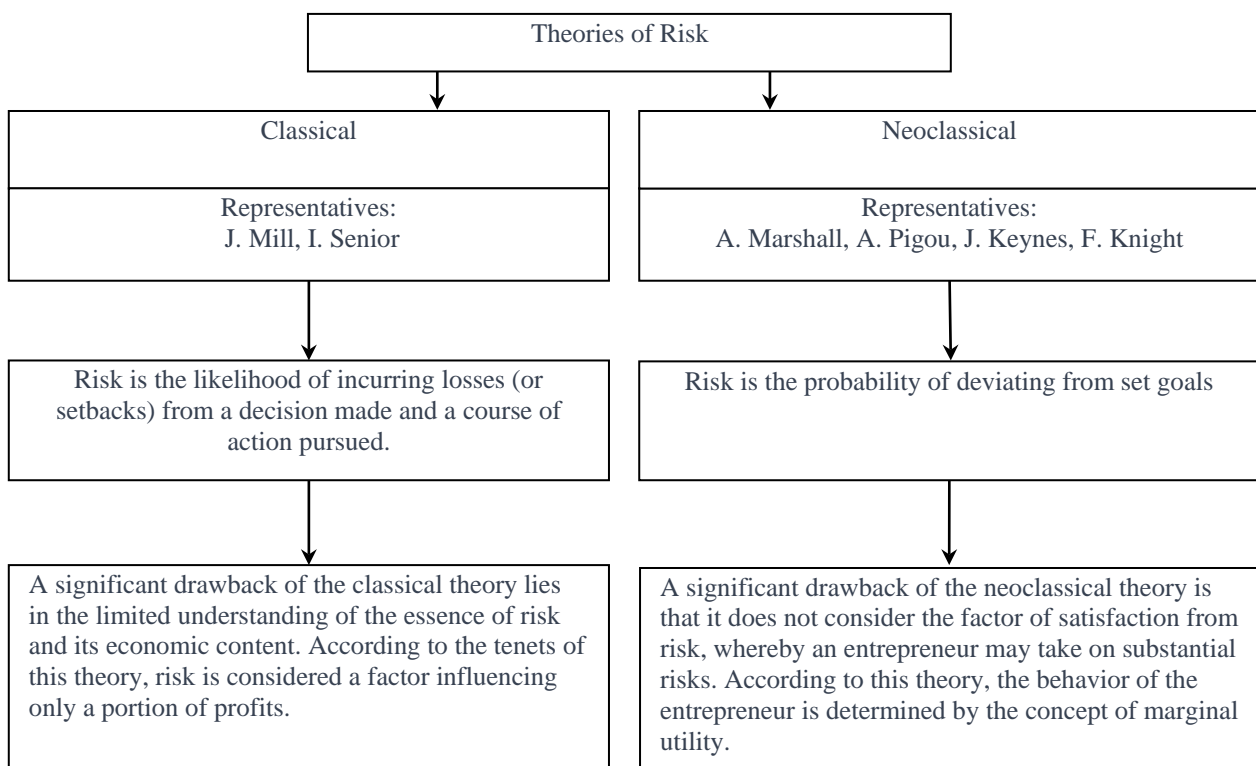 Theories of Risk
Classical
Representatives:
J. Mill, I. Senior
Risk is the likelihood of incurring losses (or
setbacks) from a decision made and a course of
action pursued.
A significant drawback of the classical theory lies
in the limited understanding of the essence of risk
and its economic content. According to the tenets of
this theory, risk is considered a factor influencing
only a portion of profits.
Neoclassical
Representatives:
A. Marshall, A. Pigou, J. Keynes, F. Knight
Risk is the probability of deviating from set goals
A significant drawback of the neoclassical theory is
that it does not consider the factor of satisfaction from
risk, whereby an entrepreneur may take on substantial
risks. According to this theory, the behavior of the
entrepreneur is determined by the concept of marginal
utility.